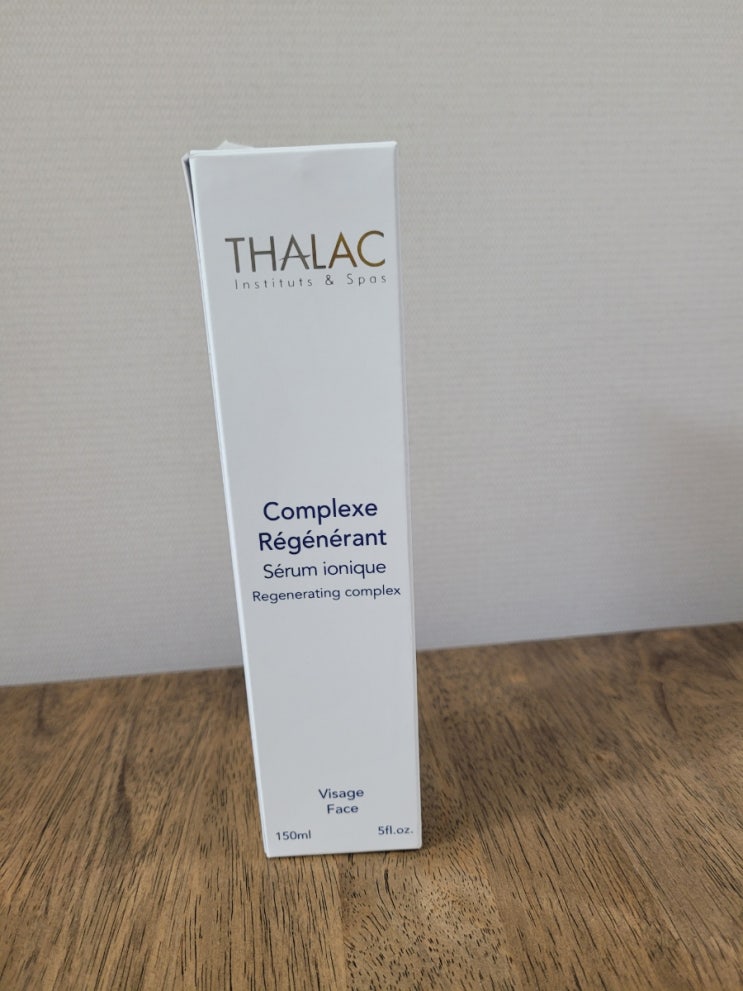 THALAC
Instituts & Spas
Complexe
Régénérant
Sérum ionique
Regenerating complex
Visage
Face
150ml 5fl.oz.